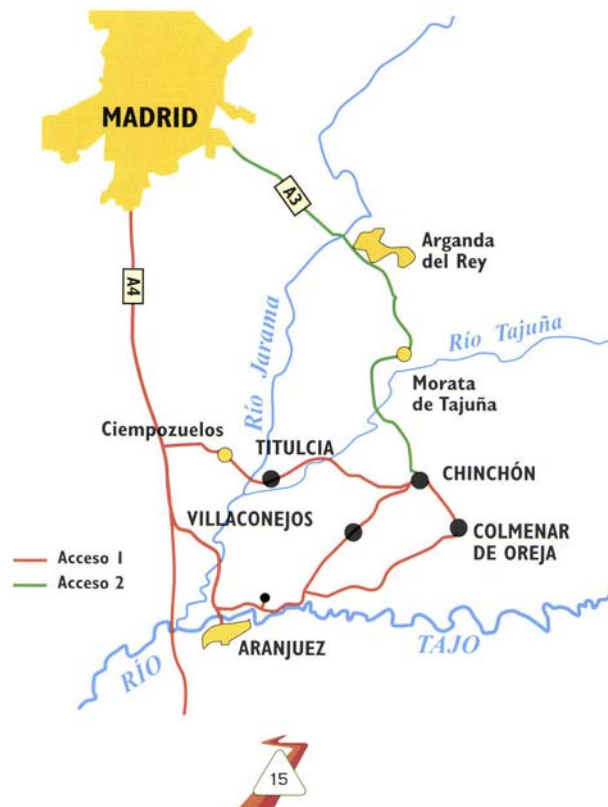 MADRID
A3
A4
Arganda
del Rey
Río Jarama
Río Tajuña
Morata
de Tajuña
Ciempozuelos
TITULCIA
CHINCHÓN
VILLACONEJOS
COLMENAR
DE OREJA
Acceso 1
Acceso 2
ARANJUEZ
RÍO
TAJO
15